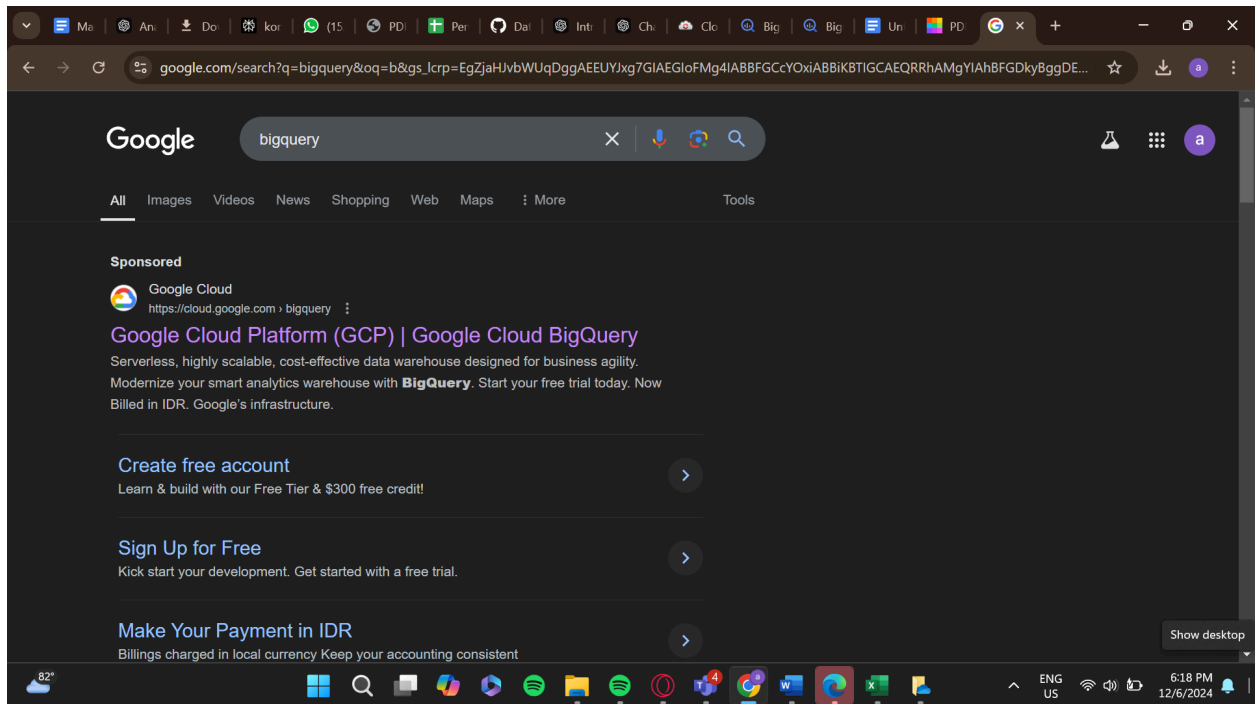 Ma
Ana
Do
kor
(15
PD
Per
Dat
Intr
Cha
Clo
Big
Big
Un
PD
google.com/search?q=bigquery&oq=b&gs_lcrp=EgZjaHJvbWUqDggAEEUYJxg7GIAEGIoFMg4IABBFGCcYOxiABBiKBTIGCAEQRRhAMgYIAhBFGDkyBggDE...
a
Google
bigquery
a
All Images Videos News Shopping Web Maps More Tools
Sponsored
Google Cloud
https://cloud.google.com › bigquery
Google Cloud Platform (GCP) | Google Cloud BigQuery
Serverless, highly scalable, cost-effective data warehouse designed for business agility.
Modernize your smart analytics warehouse with BigQuery. Start your free trial today. Now
Billed in IDR. Google's infrastructure.
Create free account
Learn & build with our Free Tier & $300 free credit!
Sign Up for Free
Kick start your development. Get started with a free trial.
Make Your Payment in IDR
Billings charged in local currency Keep your accounting consistent
Show desktop
82°
4
ENG
US
6:18 PM
12/6/2024